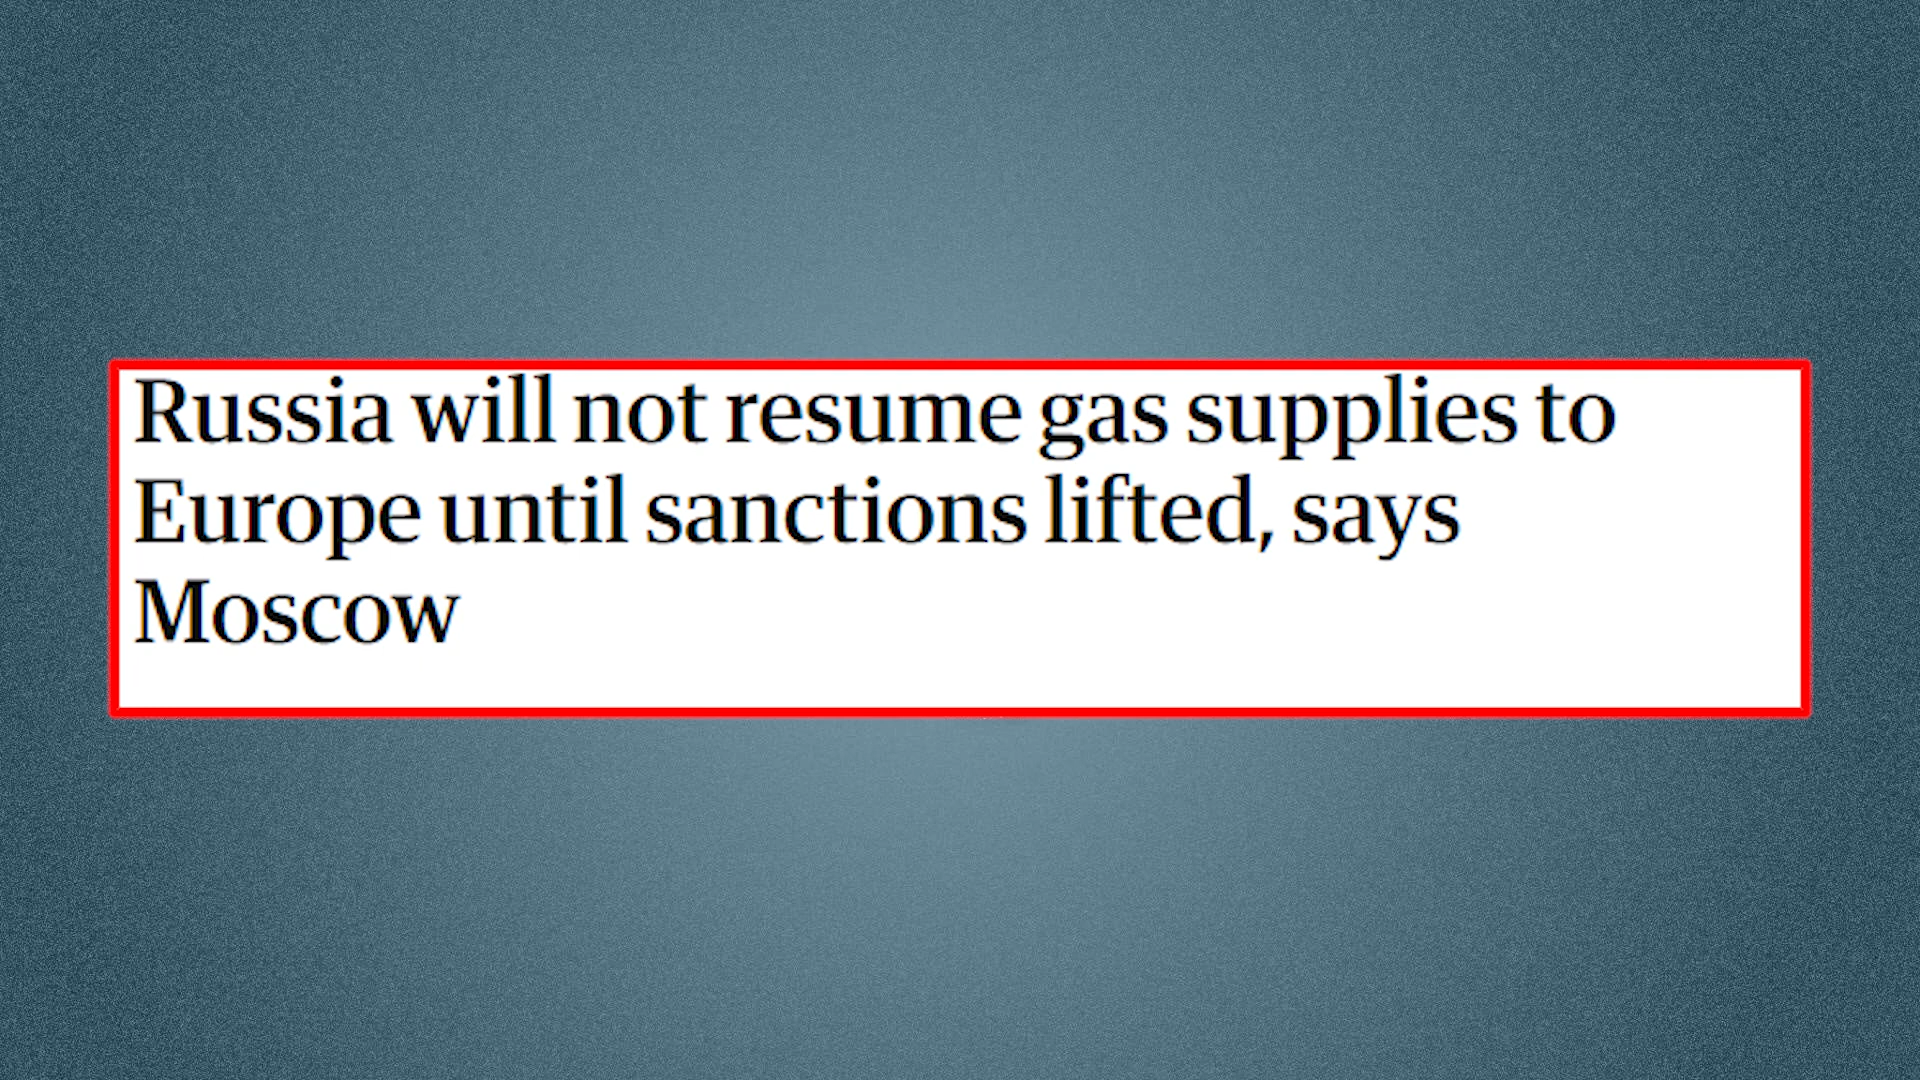 Russia will not resume gas supplies to
Europe until sanctions lifted, says
Moscow